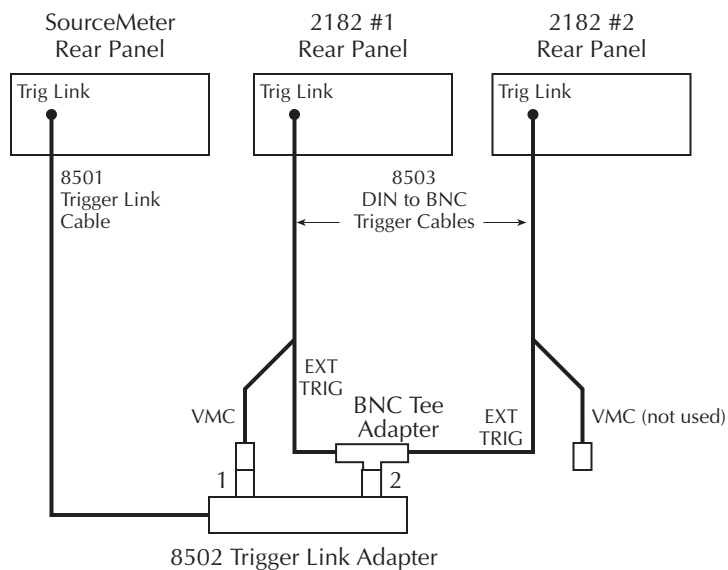 SourceMeter
Rear Panel
2182 #1
Rear Panel
2182 #2
Rear Panel
Trig Link
Trig Link
Trig Link
8501
Trigger Link
Cable
8503
DIN to BNC
Trigger Cables
EXT
TRIG
BNC Tee
Adapter
VMC
EXT
TRIG
VMC (not used)
1
2
8502 Trigger Link Adapter